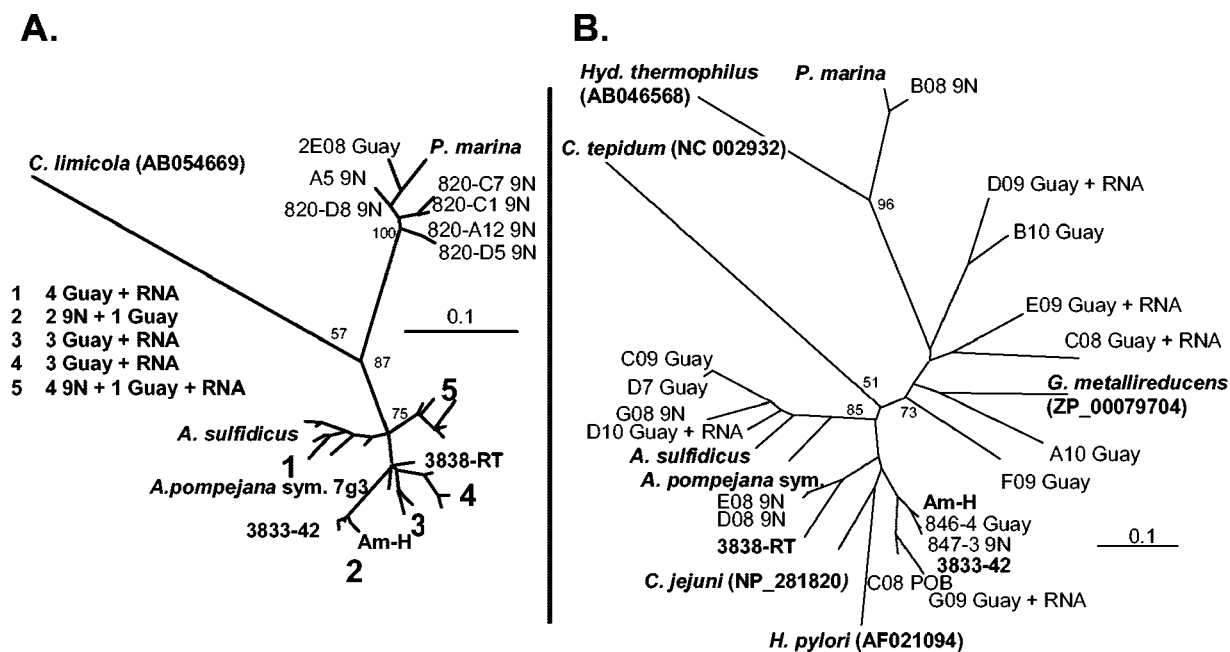 A.
C. limicola (AB054669)
2E08 Guay
P. marina
A5 9N
820-C7 9N
820-D8 9N
820-C1 9N
820-A12 9N
100
820-D5 9N
1 4 Guay + RNA
2 2 9N + 1 Guay
3 3 Guay + RNA
4 3 Guay + RNA
5 4 9N + 1 Guay + RNA
0.1
57
87
75
5
A. sulfidicus
1
3838-RT
A.pompejana sym. 7g3
4
3
3833-42
Am-H
2
B.
Hyd. thermophilus
(AB046568)
P. marina
B08 9N
C. tepidum (NC 002932)
D09 Guay + RNA
96
B10 Guay
E09 Guay + RNA
C08 Guay + RNA
C09 Guay
D7 Guay
51
G. metallireducens
(ZP_00079704)
G08 9N
85
73
D10 Guay + RNA
A. sulfidicus
A10 Guay
A. pompejana sym.
F09 Guay
E08 9N
D08 9N
Am-H
846-4 Guay
3838-RT
847-3 9N
0.1
3833-42
C. jejuni (NP_281820)
C08 POB
G09 Guay + RNA
H. pylori (AF021094)